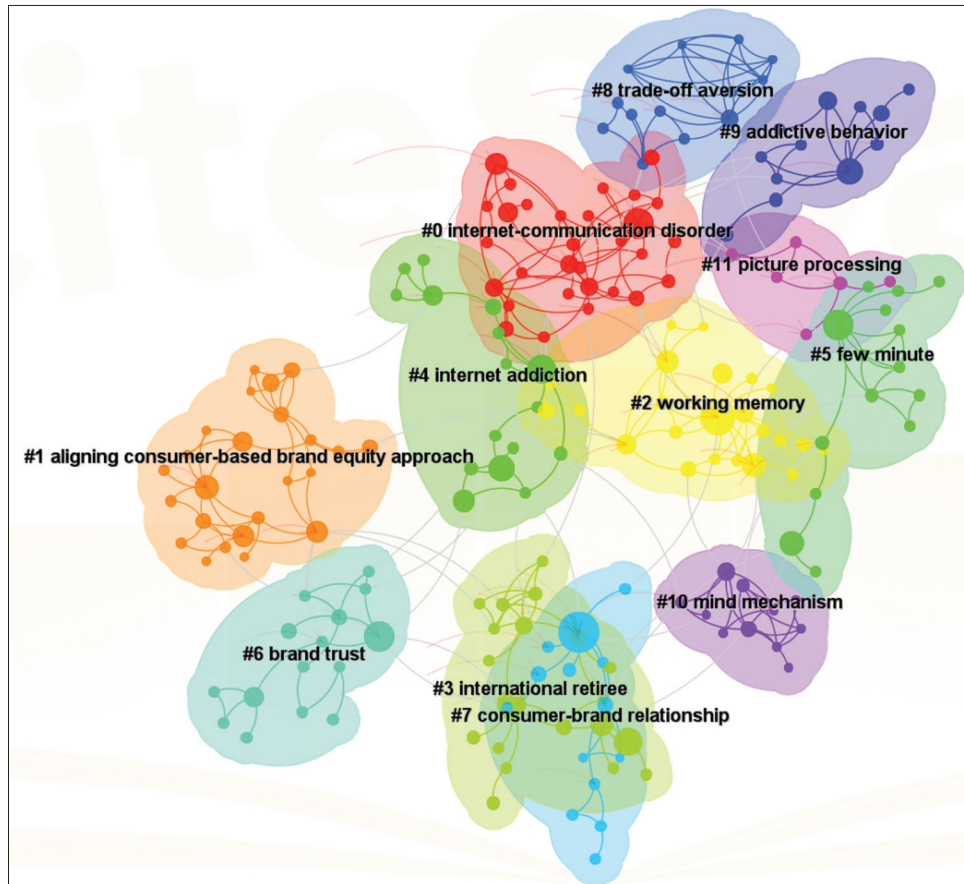 #8 trade-off aversion
#9 addictive behavior
#0 internet-communication disorder
#11 picture processing
#5 few minute
#4 internet addiction
#2 working memory
#1 aligning consumer-based brand equity approach
#10 mind mechanism
#6 brand trust
#3 international retiree
#7 consumer-brand relationship